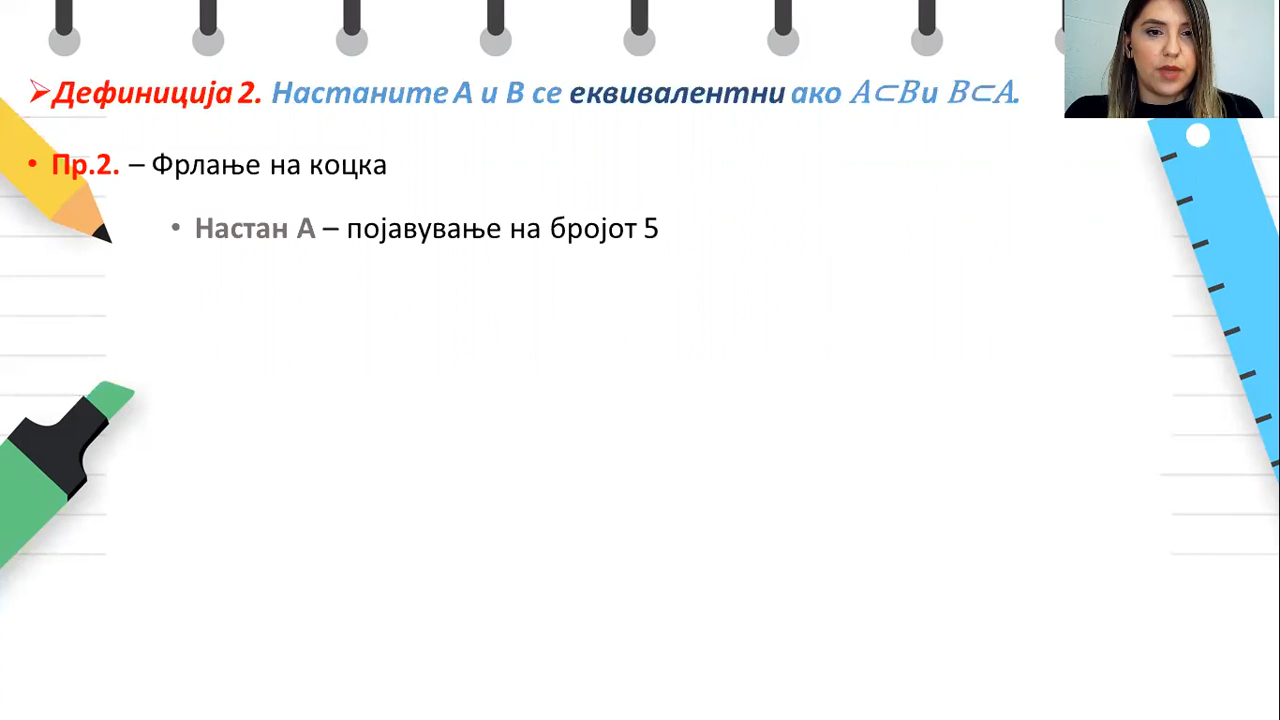 Дефиниција 2. Настаните А и В се еквивалентни ако A⊂B и B⊂A.
Пр.2. – Фрлање на коцка
Настан А – појавување на бројот 5